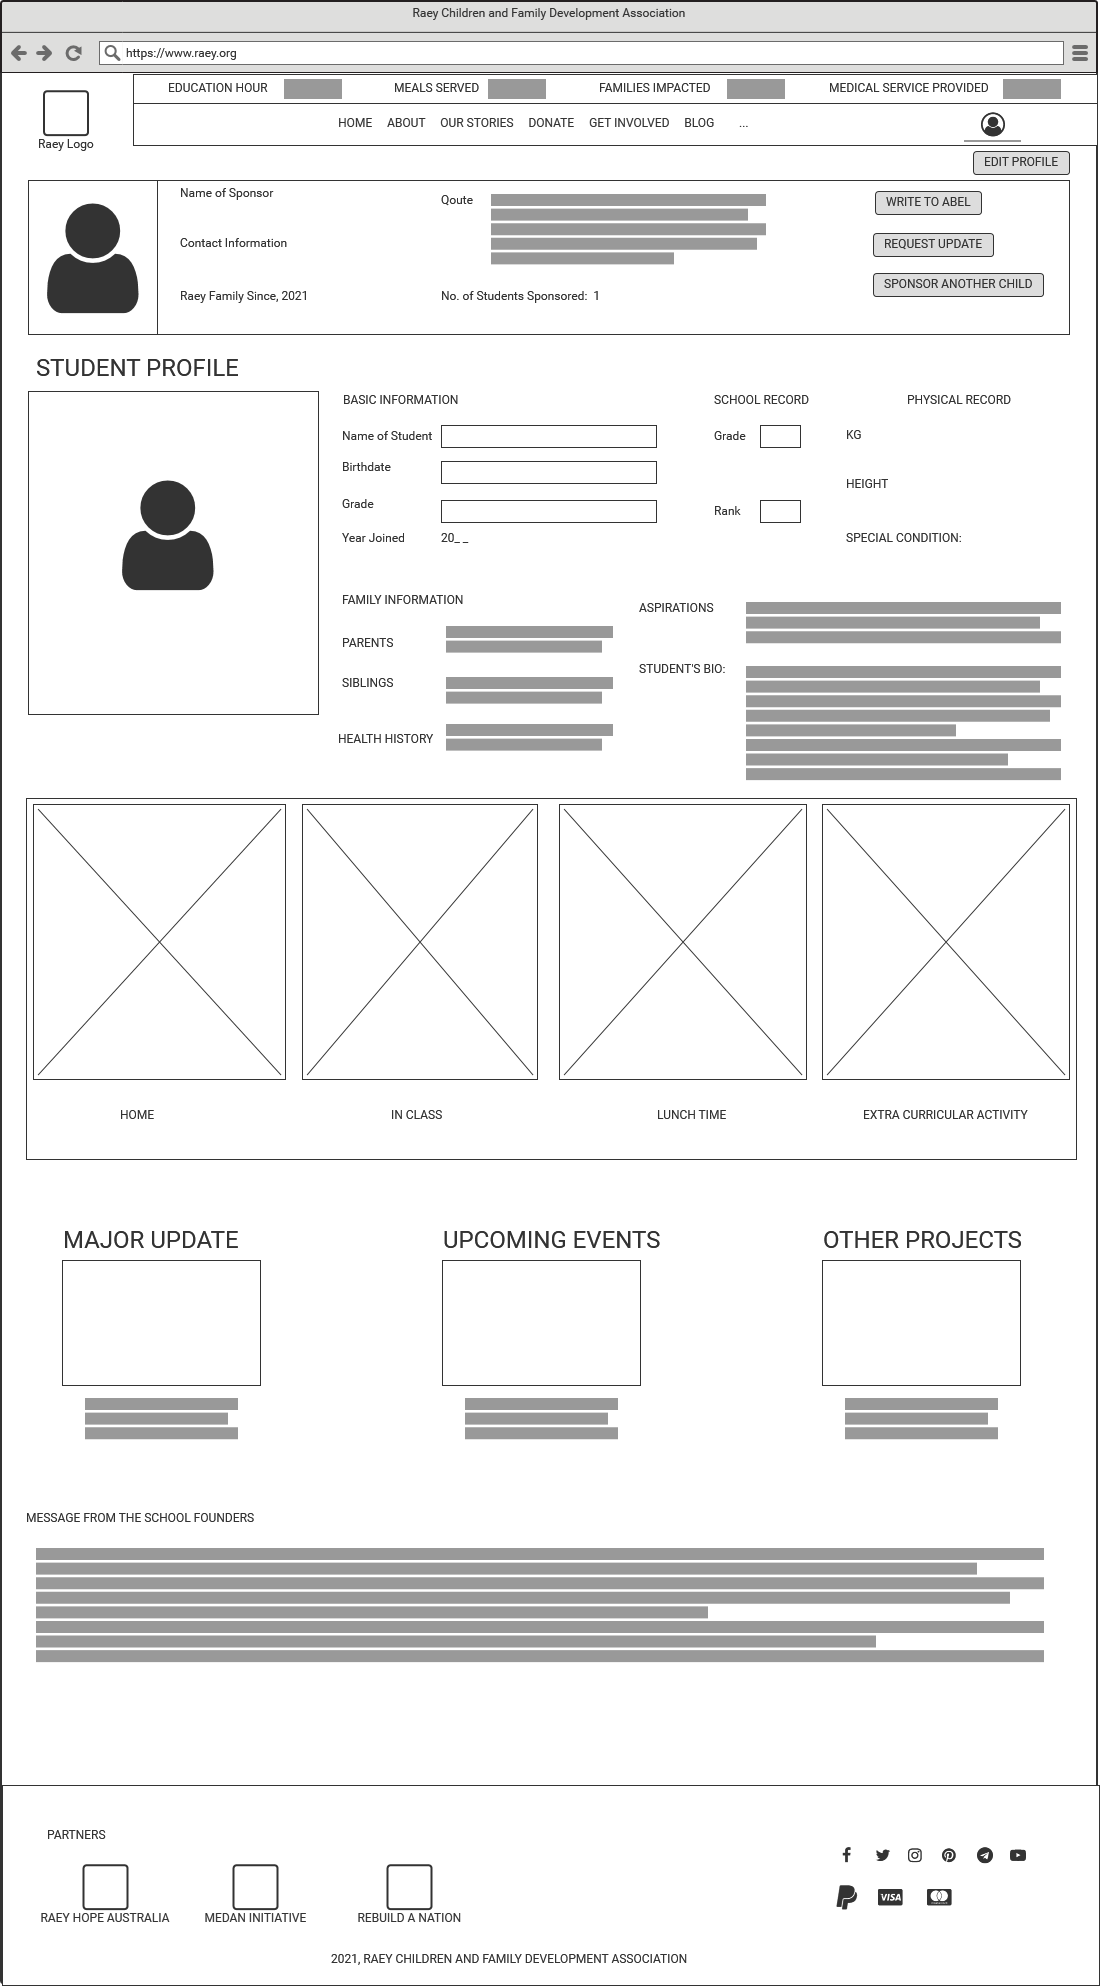 Raey Children and Family Development Association
https://www.raey.org
EDUCATION HOUR
MEALS SERVED
FAMILIES IMPACTED
MEDICAL SERVICE PROVIDED
Raey Logo
HOME ABOUT OUR STORIES DONATE GET INVOLVED BLOG ...
EDIT PROFILE
Name of Sponsor
Contact Information
Raey Family Since, 2021
Qoute
No. of Students Sponsored: 1
WRITE TO ABEL
REQUEST UPDATE
SPONSOR ANOTHER CHILD
STUDENT PROFILE
BASIC INFORMATION
Name of Student
Birthdate
Grade
Year Joined 20_ _
SCHOOL RECORD
Grade
Rank
PHYSICAL RECORD
KG
HEIGHT
SPECIAL CONDITION:
FAMILY INFORMATION
PARENTS
SIBLINGS
HEALTH HISTORY
ASPIRATIONS
STUDENT'S BIO:
HOME
IN CLASS
LUNCH TIME
EXTRA CURRICULAR ACTIVITY
MAJOR UPDATE
UPCOMING EVENTS
OTHER PROJECTS
MESSAGE FROM THE SCHOOL FOUNDERS
PARTNERS
RAEY HOPE AUSTRALIA
MEDAN INITIATIVE
REBUILD A NATION
VISA
2021, RAEY CHILDREN AND FAMILY DEVELOPMENT ASSOCIATION